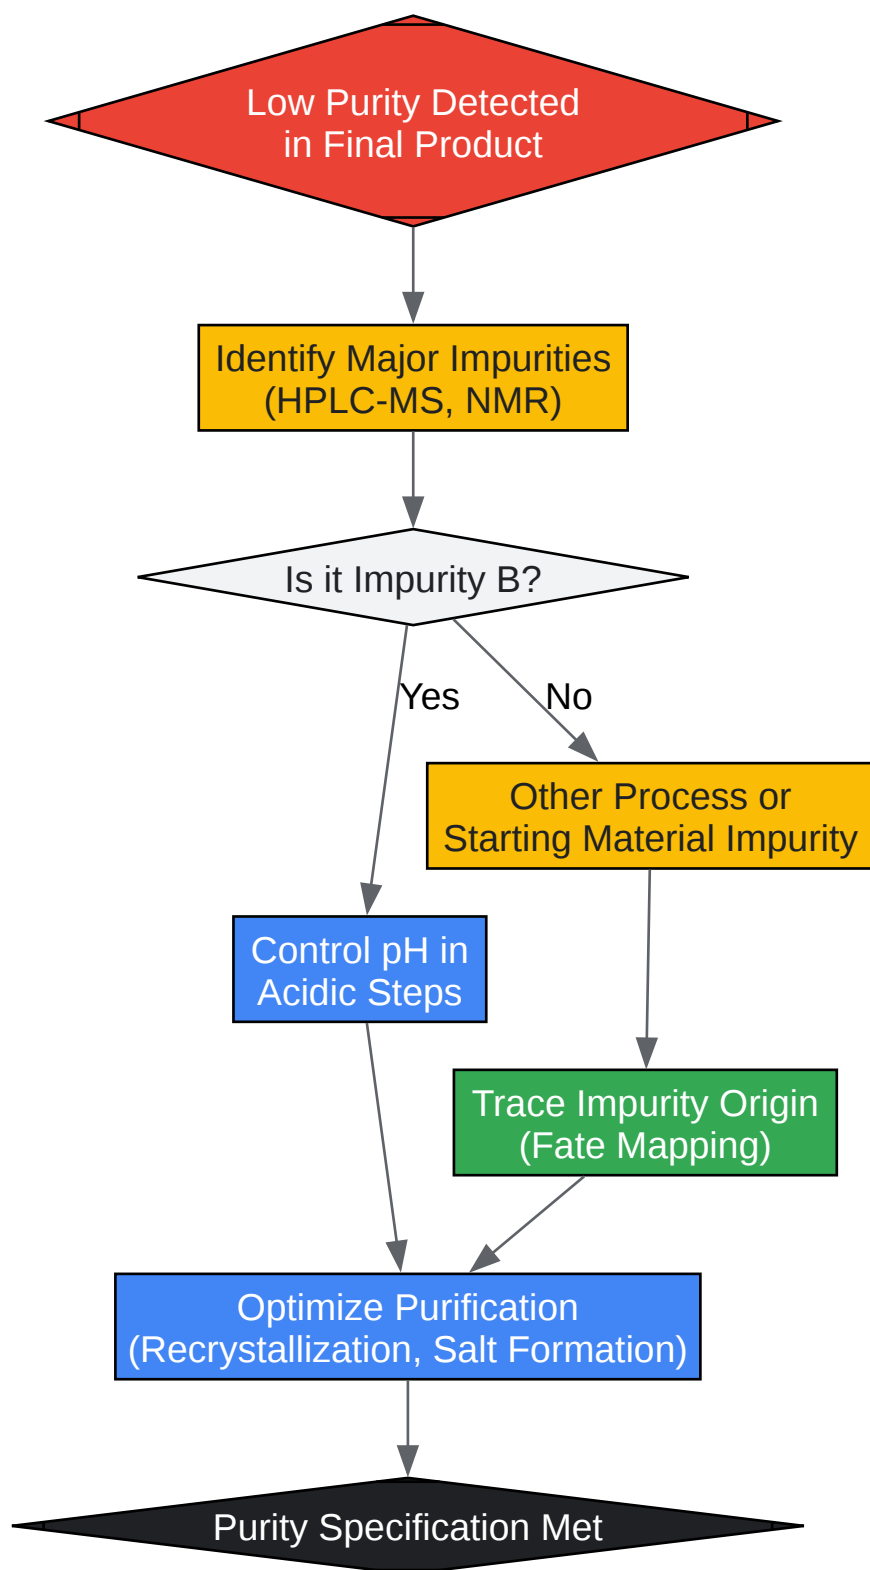 Low Purity Detected
in Final Product
Identify Major Impurities
(HPLC-MS, NMR)
Is it Impurity B?
Yes
No
Other Process or
Starting Material Impurity
Control pH in
Acidic Steps
Trace Impurity Origin
(Fate Mapping)
Optimize Purification
(Recrystallization, Salt Formation)
Purity Specification Met